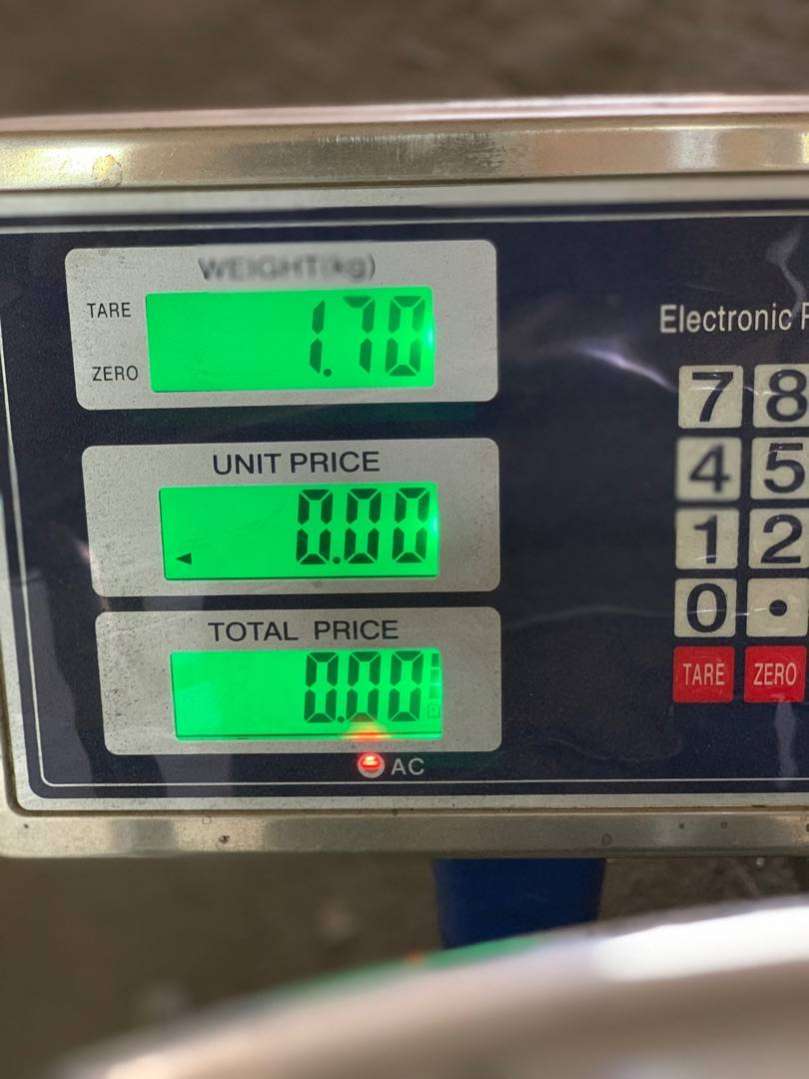 WEIGHT(kg)
TARE
1.70
ZERO
UNIT PRICE
0.00
TOTAL PRICE
0.00
AC
Electronic
7 8
4 5
1 2
0 .
TARE ZERO